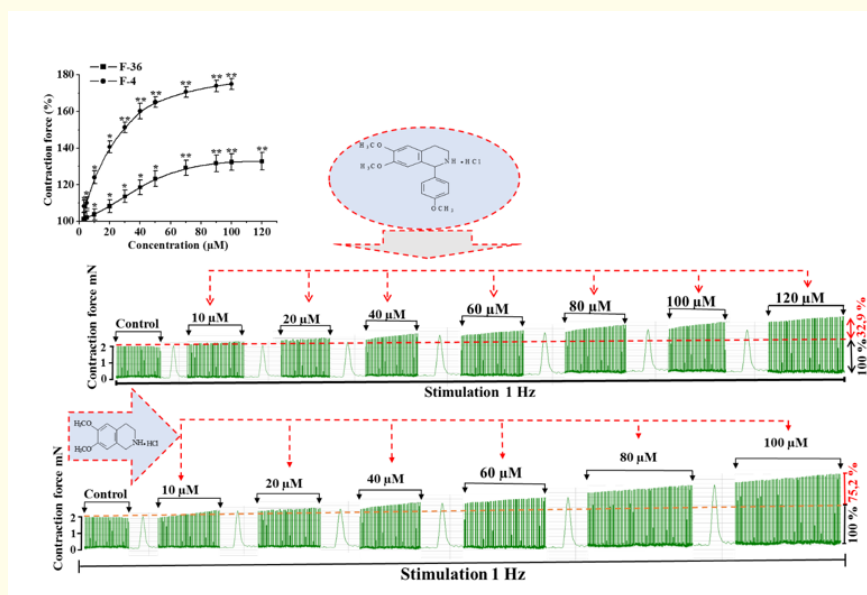 F-36
F-4
Contraction force (%)
180
160
140
120
100
0 20 40 60 80 100 120
Concentration (µM)
H₃CO
H₃CO
NH •HCl
OCH₃
Contraction force mN
2
1
0
Control
10 µM
20 µM
40 µM
60 µM
80 µM
100 µM
120 µM
100 % 32,9 %
Stimulation 1 Hz
H₃CO
H₃CO
NH•HCl
Contraction force mN
2
1
0
Control
10 µM
20 µM
40 µM
60 µM
80 µM
100 µM
100 % 75,2 %
Stimulation 1 Hz